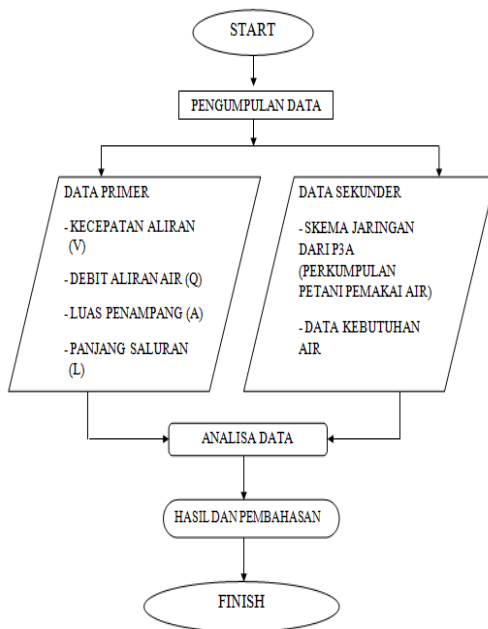 START
PENGUMPULAN DATA
DATA PRIMER
- KECEPATAN ALIRAN
(V)
- DEBIT ALIRAN AIR (Q)
- LUAS PENAMPANG (A)
- PANJANG SALURAN
(L)
DATA SEKUNDER
- SKEMA JARINGAN
DARI P3A
(PERKUMPULAN
PETANI PEMAKAI AIR)
- DATA KEBUTUHAN
AIR
ANALISA DATA
HASIL DAN PEMBAHASAN
FINISH